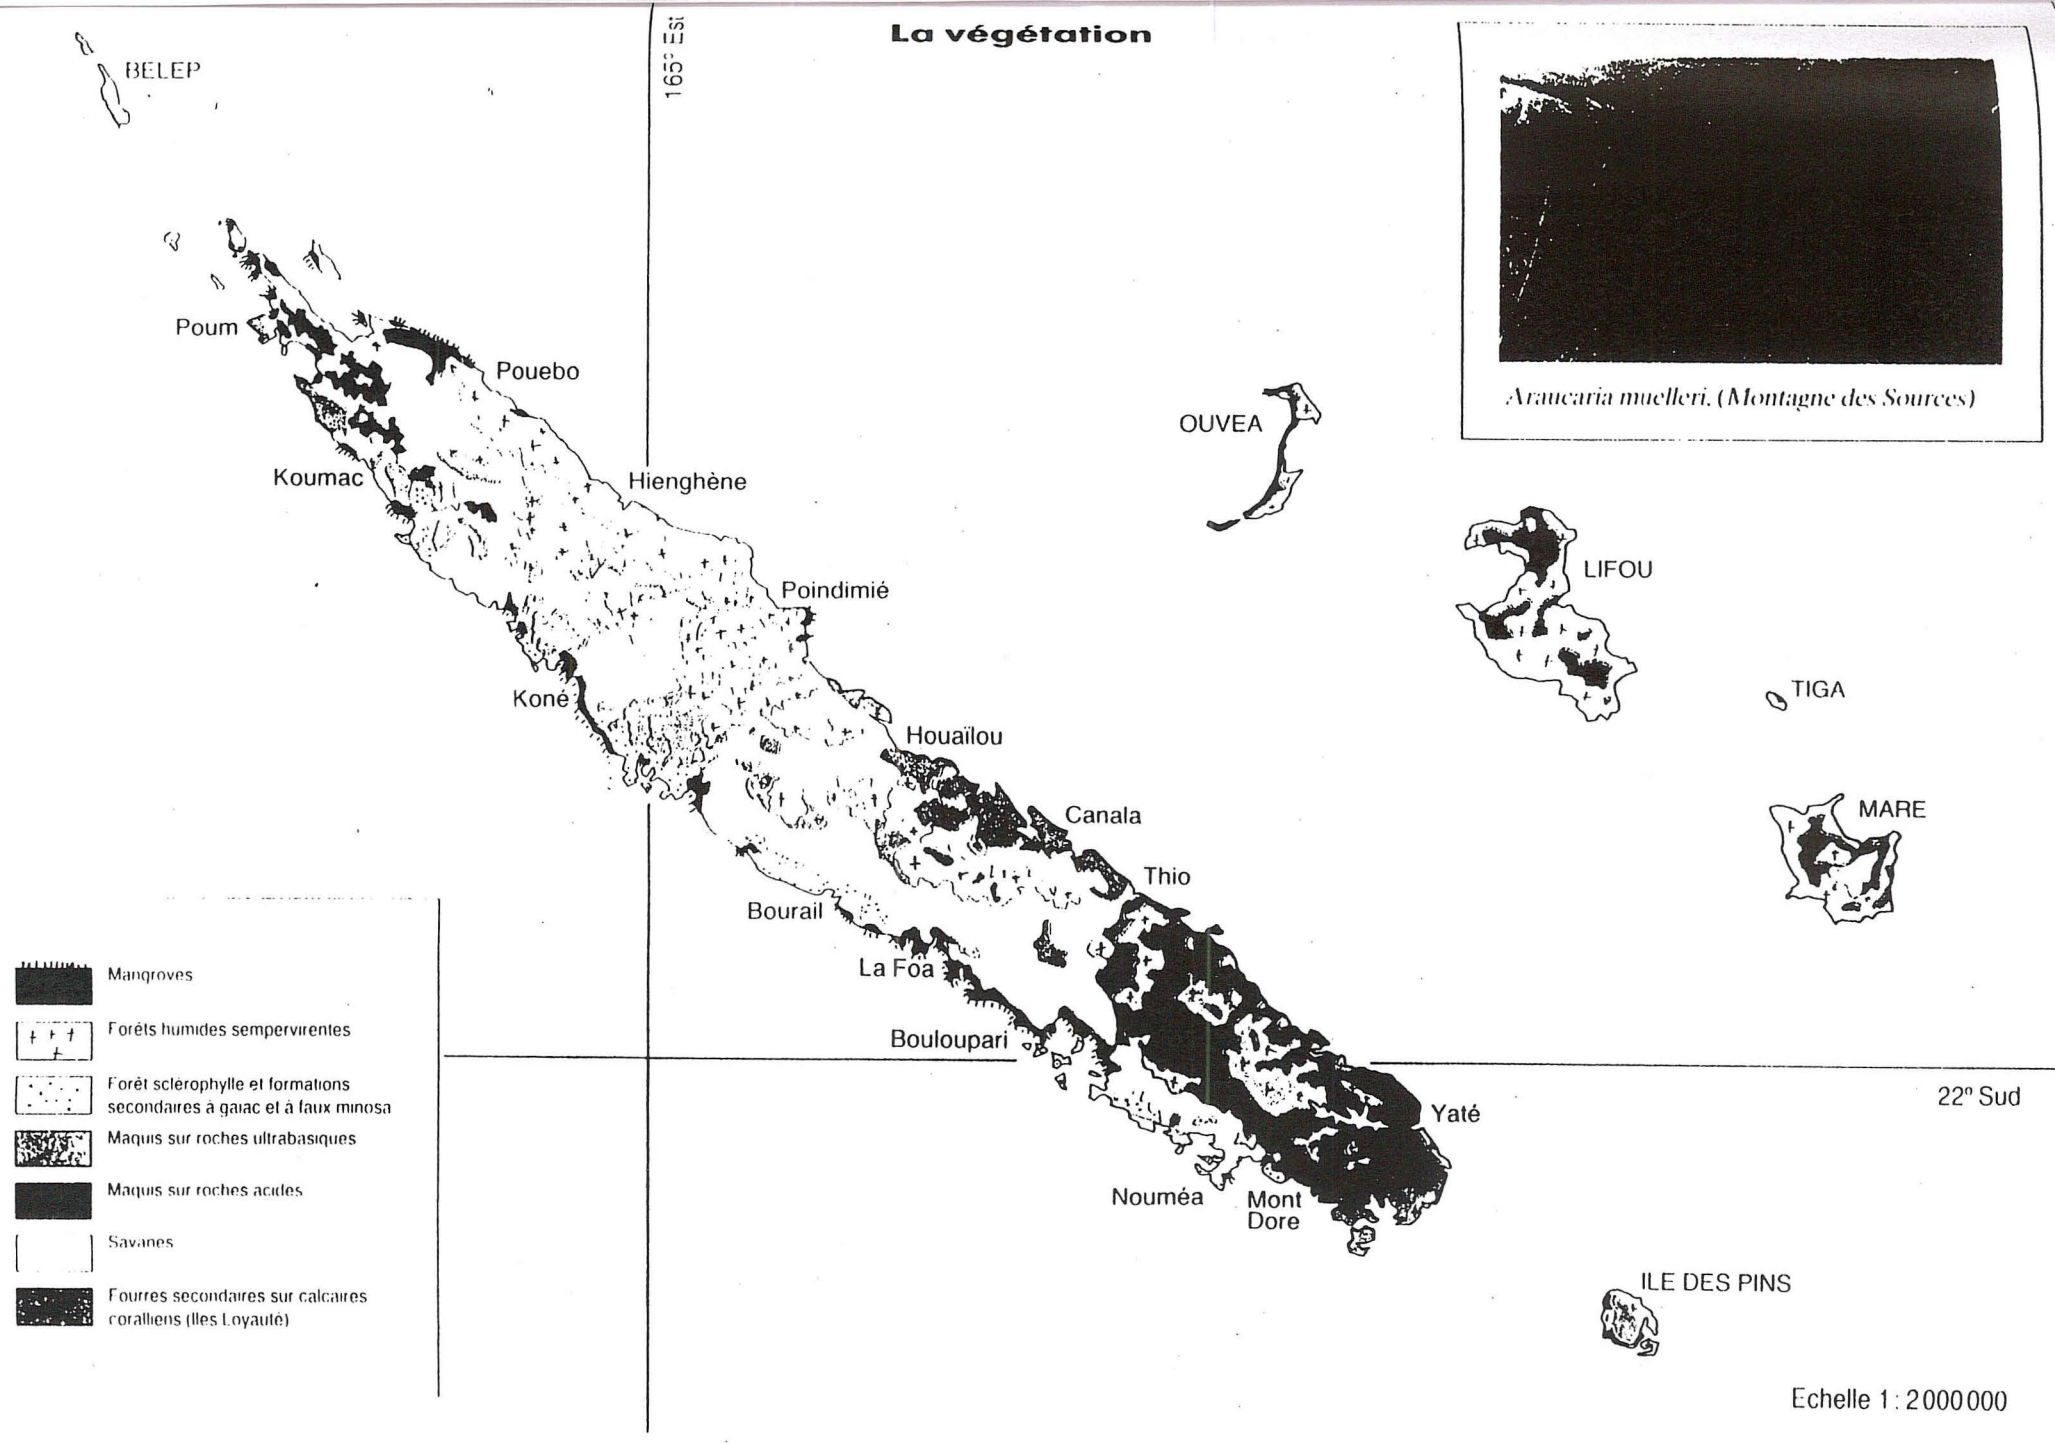 La végétation
165° Est
BELEP
Poum
Pouebo
Koumac
Hienghène
Poindimié
Koné
Houaïlou
Canala
Thio
Bourail
La Foa
Bouloupari
Yaté
Nouméa
Mont
Dore
OUVEA
LIFOU
TIGA
MARE
ILE DES PINS
22° Sud
Araucaria muelleri. (Montagne des Sources)
Mangroves
Forêts humides sempervirentes
Forêt sclérophylle et formations
secondaires à gaiac et à faux minosa
Maquis sur roches ultrabasiques
Maquis sur roches acides
Savanes
Fourres secondaires sur calcaires
coralliens (Iles Loyauté)
Echelle 1 : 2000000